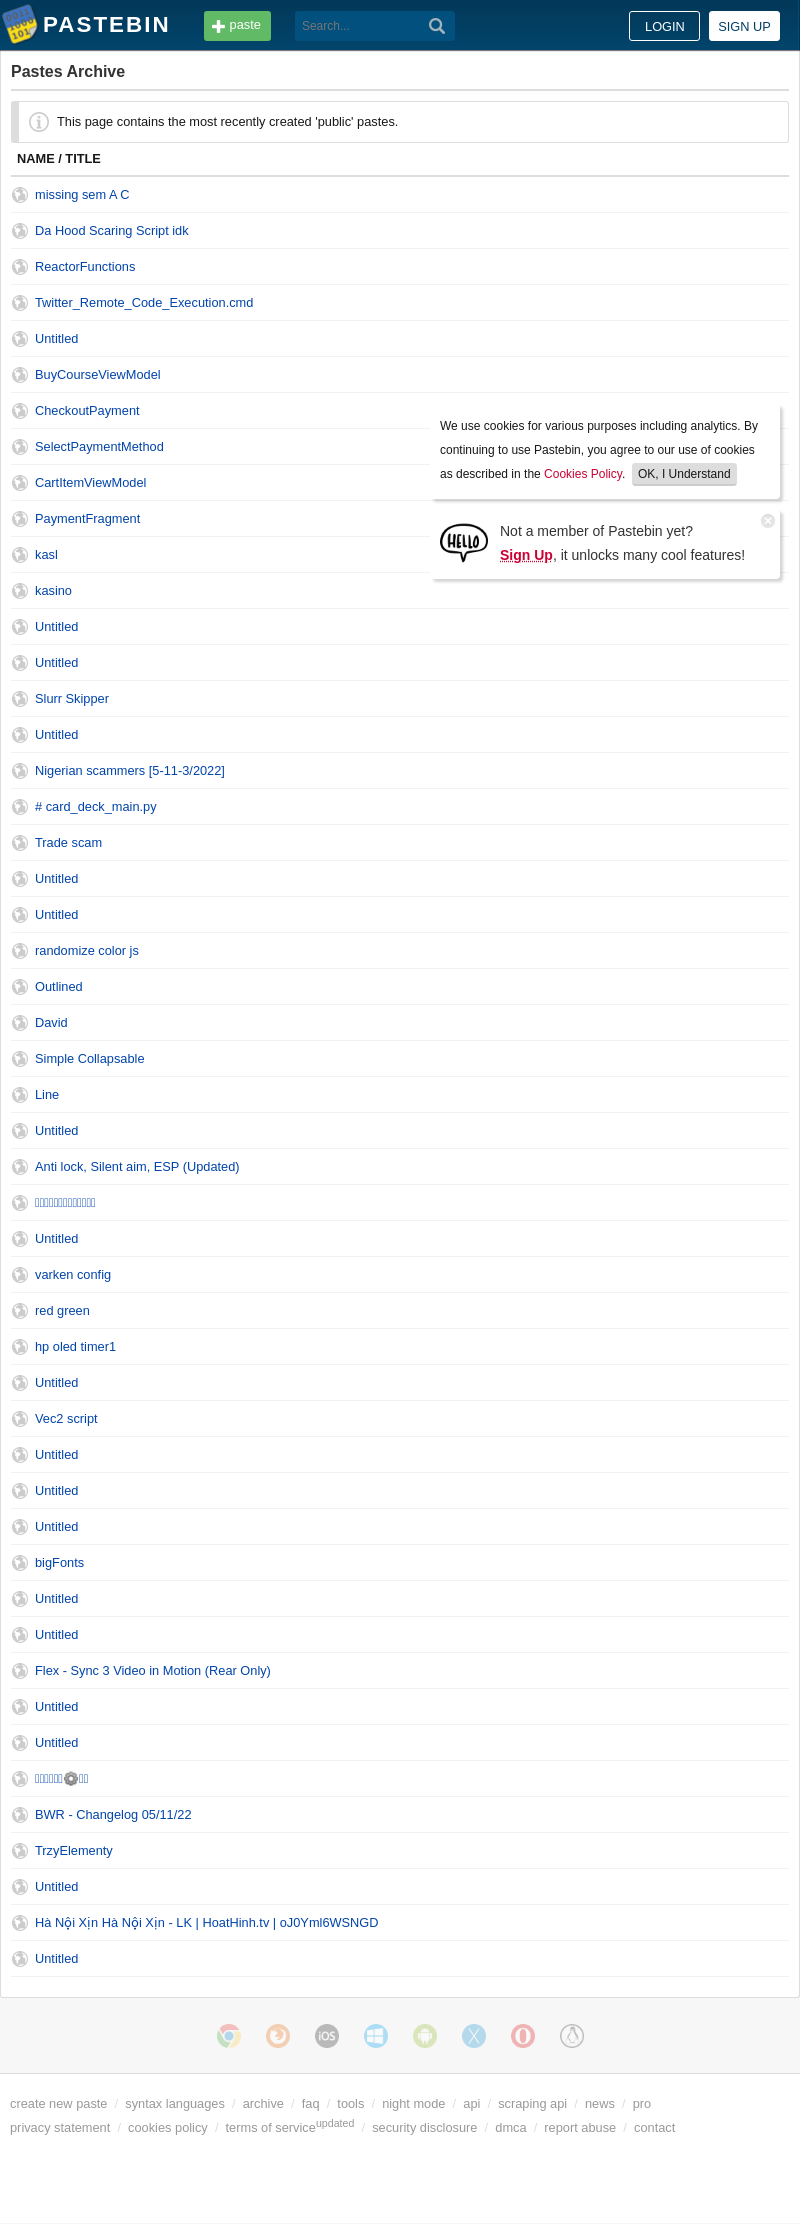 PASTEBIN
paste
Search...
LOGIN
SIGN UP
Pastes Archive
This page contains the most recently created 'public' pastes.
NAME / TITLE
missing sem A C
Da Hood Scaring Script idk
ReactorFunctions
Twitter_Remote_Code_Execution.cmd
Untitled
BuyCourseViewModel
CheckoutPayment
SelectPaymentMethod
CartItemViewModel
PaymentFragment
kasl
We use cookies for various purposes including analytics. By
continuing to use Pastebin, you agree to our use of cookies
as described in the Cookies Policy. OK, I Understand
HELLO
Not a member of Pastebin yet?
Sign Up, it unlocks many cool features!
kasino
Untitled
Untitled
Slurr Skipper
Untitled
Nigerian scammers [5-11-3/2022]
# card_deck_main.py
Trade scam
Untitled
Untitled
randomize color js
Outlined
David
Simple Collapsable
Line
Untitled
Anti lock, Silent aim, ESP (Updated)
Untitled
varken config
red green
hp oled timer1
Untitled
Vec2 script
Untitled
Untitled
Untitled
bigFonts
Untitled
Untitled
Flex - Sync 3 Video in Motion (Rear Only)
Untitled
Untitled
BWR - Changelog 05/11/22
TrzyElementy
Untitled
Hà Nội Xịn Hà Nội Xịn - LK | HoatHinh.tv | oJ0Yml6WSNGD
Untitled
iOS
create new paste / syntax languages / archive / faq / tools / night mode / api / scraping api / news / pro
privacy statement / cookies policy / terms of service updated / security disclosure / dmca / report abuse / contact